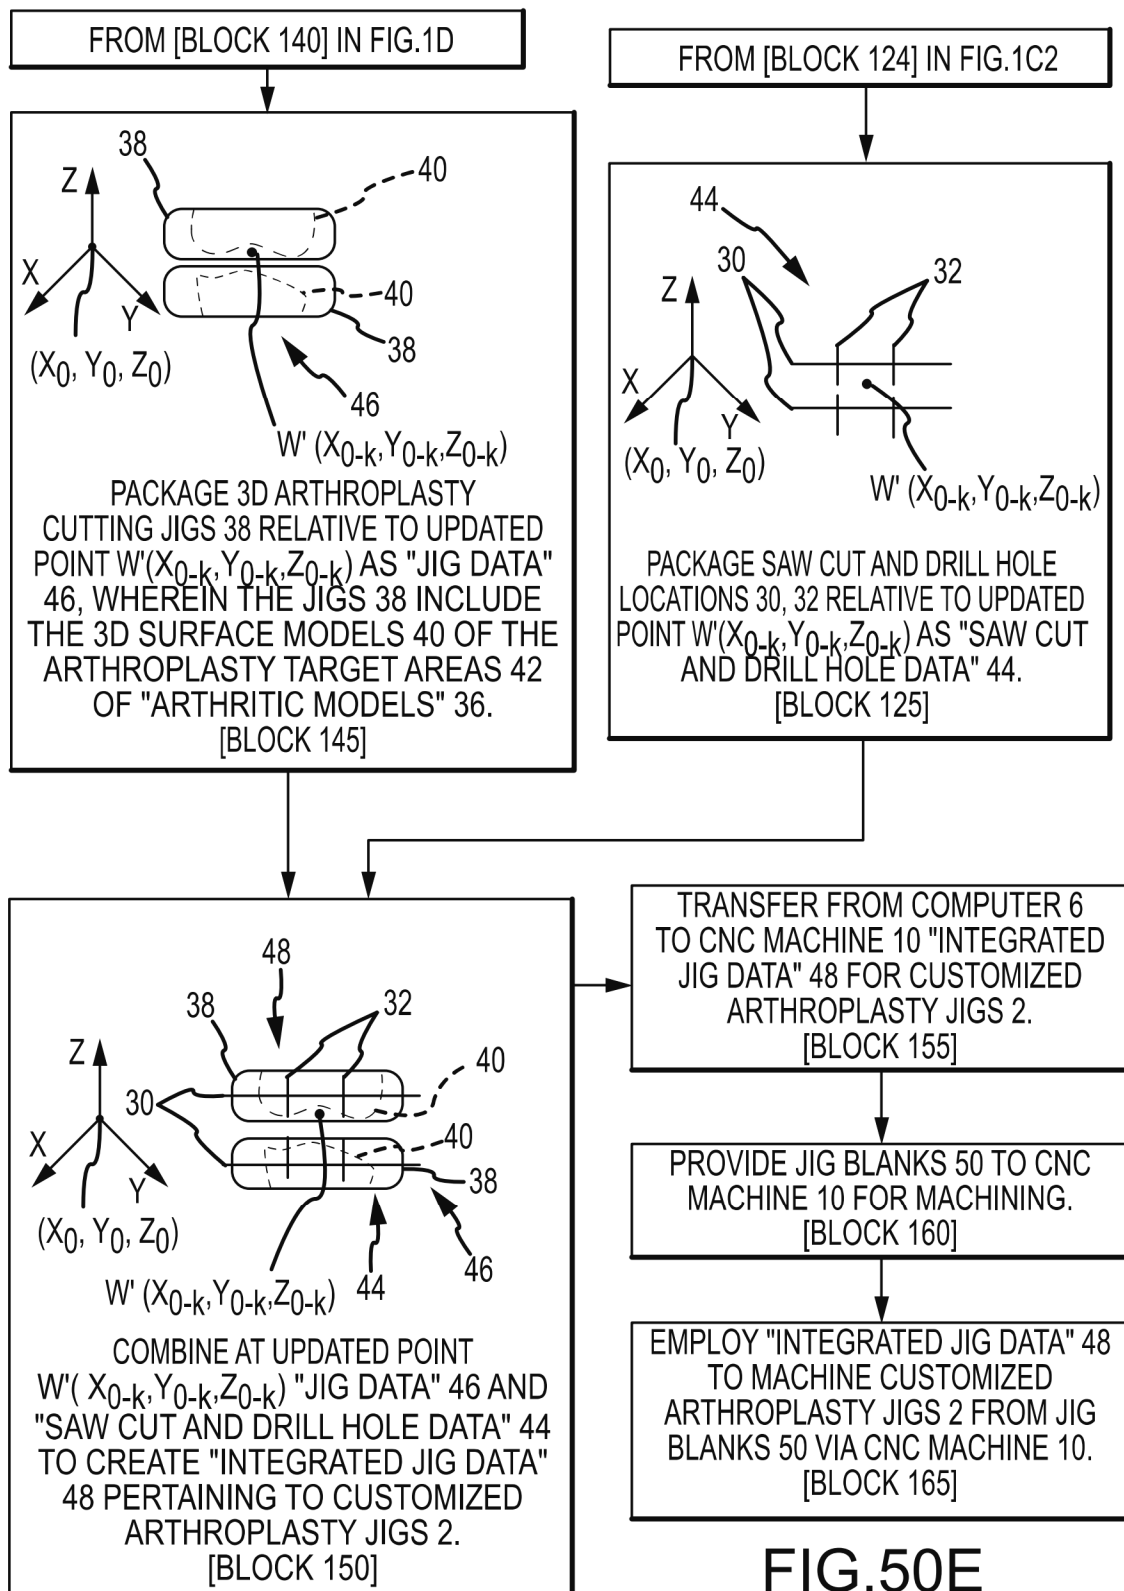 FROM [BLOCK 140] IN FIG.1D
38
40
Z
X
Y
40
(X0, Y0, Z0)
38
46
W' (X0-k,Y0-k,Z0-k)
PACKAGE 3D ARTHROPLASTY
CUTTING JIGS 38 RELATIVE TO UPDATED
POINT W'(X0-k,Y0-k,Z0-k) AS "JIG DATA"
46, WHEREIN THE JIGS 38 INCLUDE
THE 3D SURFACE MODELS 40 OF THE
ARTHROPLASTY TARGET AREAS 42
OF "ARTHRITIC MODELS" 36.
[BLOCK 145]
FROM [BLOCK 124] IN FIG.1C2
44
30
32
Z
X
Y
(X0, Y0, Z0)
W' (X0-k,Y0-k,Z0-k)
PACKAGE SAW CUT AND DRILL HOLE
LOCATIONS 30, 32 RELATIVE TO UPDATED
POINT W'(X0-k,Y0-k,Z0-k) AS "SAW CUT
AND DRILL HOLE DATA" 44.
[BLOCK 125]
48
38
32
Z
40
30
X
40
Y
38
(X0, Y0, Z0)
46
W' (X0-k,Y0-k,Z0-k)
44
COMBINE AT UPDATED POINT
W'( X0-k,Y0-k,Z0-k) "JIG DATA" 46 AND
"SAW CUT AND DRILL HOLE DATA" 44
TO CREATE "INTEGRATED JIG DATA"
48 PERTAINING TO CUSTOMIZED
ARTHROPLASTY JIGS 2.
[BLOCK 150]
TRANSFER FROM COMPUTER 6
TO CNC MACHINE 10 "INTEGRATED
JIG DATA" 48 FOR CUSTOMIZED
ARTHROPLASTY JIGS 2.
[BLOCK 155]
PROVIDE JIG BLANKS 50 TO CNC
MACHINE 10 FOR MACHINING.
[BLOCK 160]
EMPLOY "INTEGRATED JIG DATA" 48
TO MACHINE CUSTOMIZED
ARTHROPLASTY JIGS 2 FROM JIG
BLANKS 50 VIA CNC MACHINE 10.
[BLOCK 165]
FIG.50E